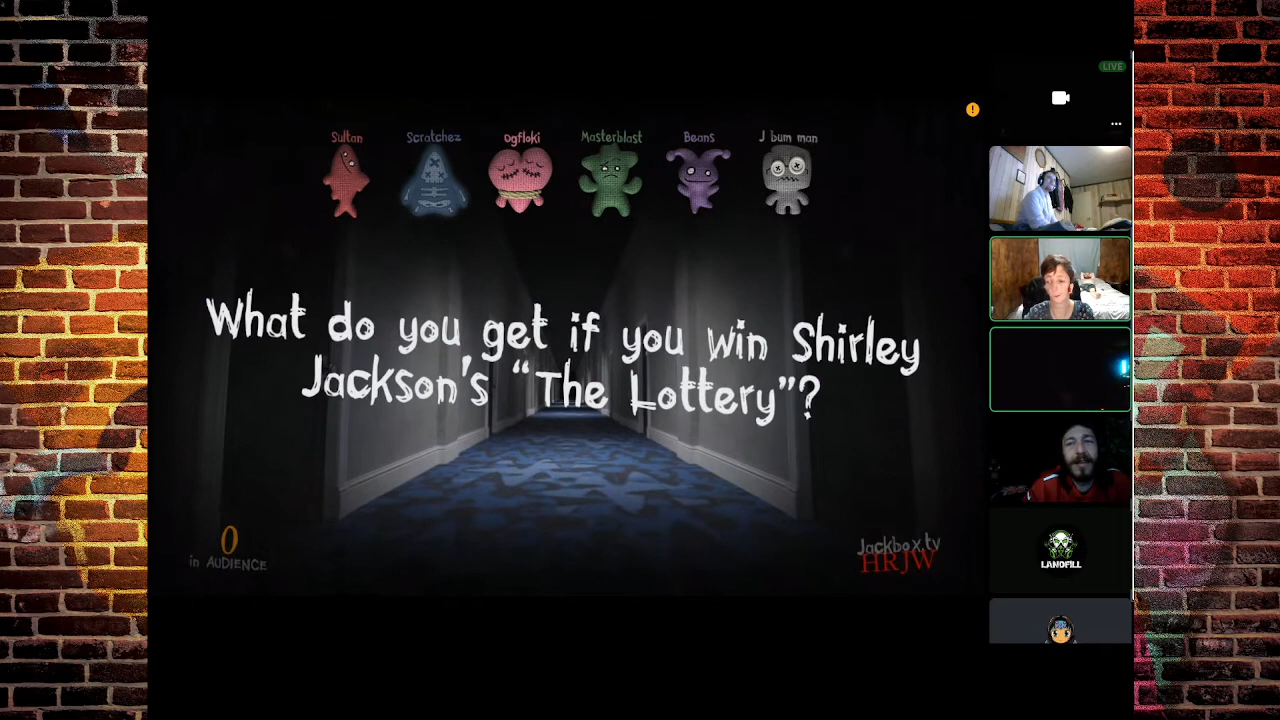 LIVE
Sultan
Scratchez
ogfloki
Masterblast
Beans
J bum man
What do you get if you win Shirley
Jackson's "The Lottery"?
0
in AUDIENCE
Jackbox.tv
HRJW
LANDFILL